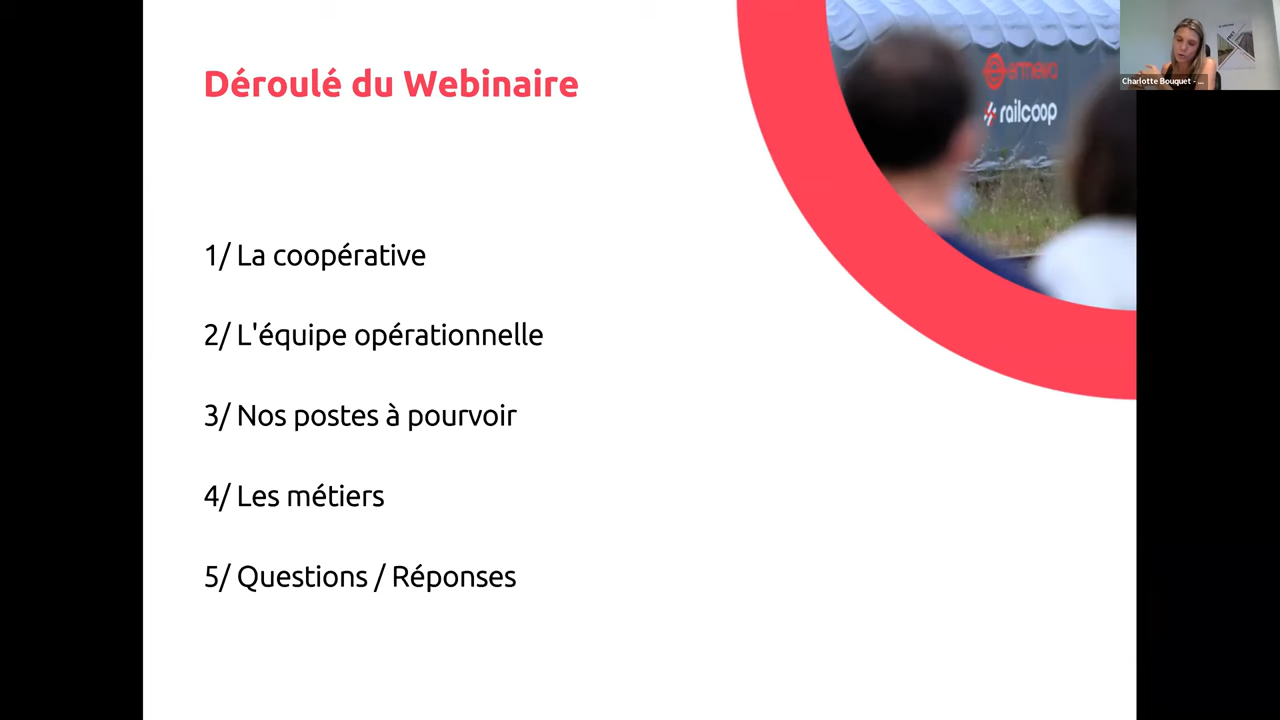 Déroulé du Webinaire
ermewa
railcoop
Charlotte Bouquet - ...
1/ La coopérative
2/ L'équipe opérationnelle
3/ Nos postes à pourvoir
4/ Les métiers
5/ Questions / Réponses